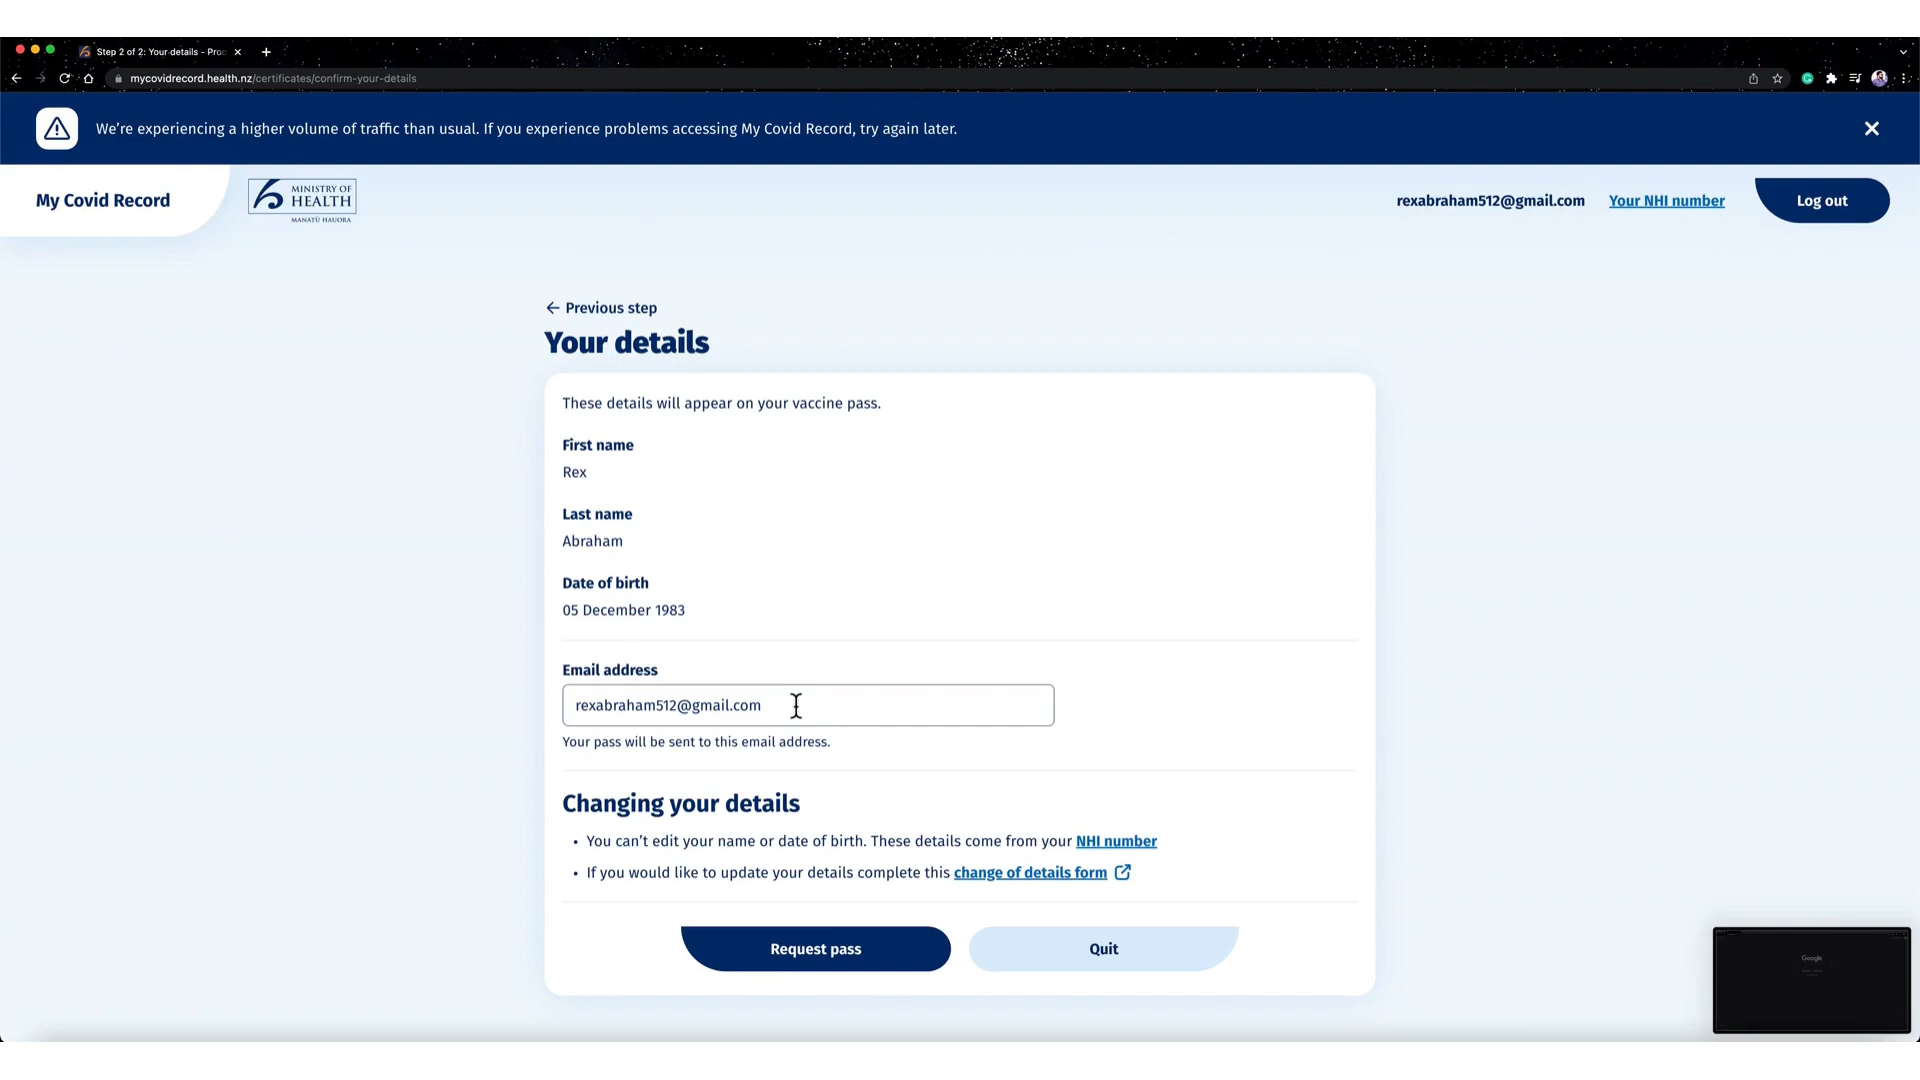 Step 2 of 2: Your details - Pro
mycovidrecord.health.nz/certificates/confirm-your-details
We're experiencing a higher volume of traffic than usual. If you experience problems accessing My Covid Record, try again later.
My Covid Record
MINISTRY OF
HEALTH
MANATŪ HAUORA
rexabraham512@gmail.com
Your NHI number
Log out
Previous step
Your details
These details will appear on your vaccine pass.
First name
Rex
Last name
Abraham
Date of birth
05 December 1983
Email address
rexabraham512@gmail.com
Your pass will be sent to this email address.
Changing your details
• You can't edit your name or date of birth. These details come from your NHI number
• If you would like to update your details complete this change of details form
Request pass
Quit
Google